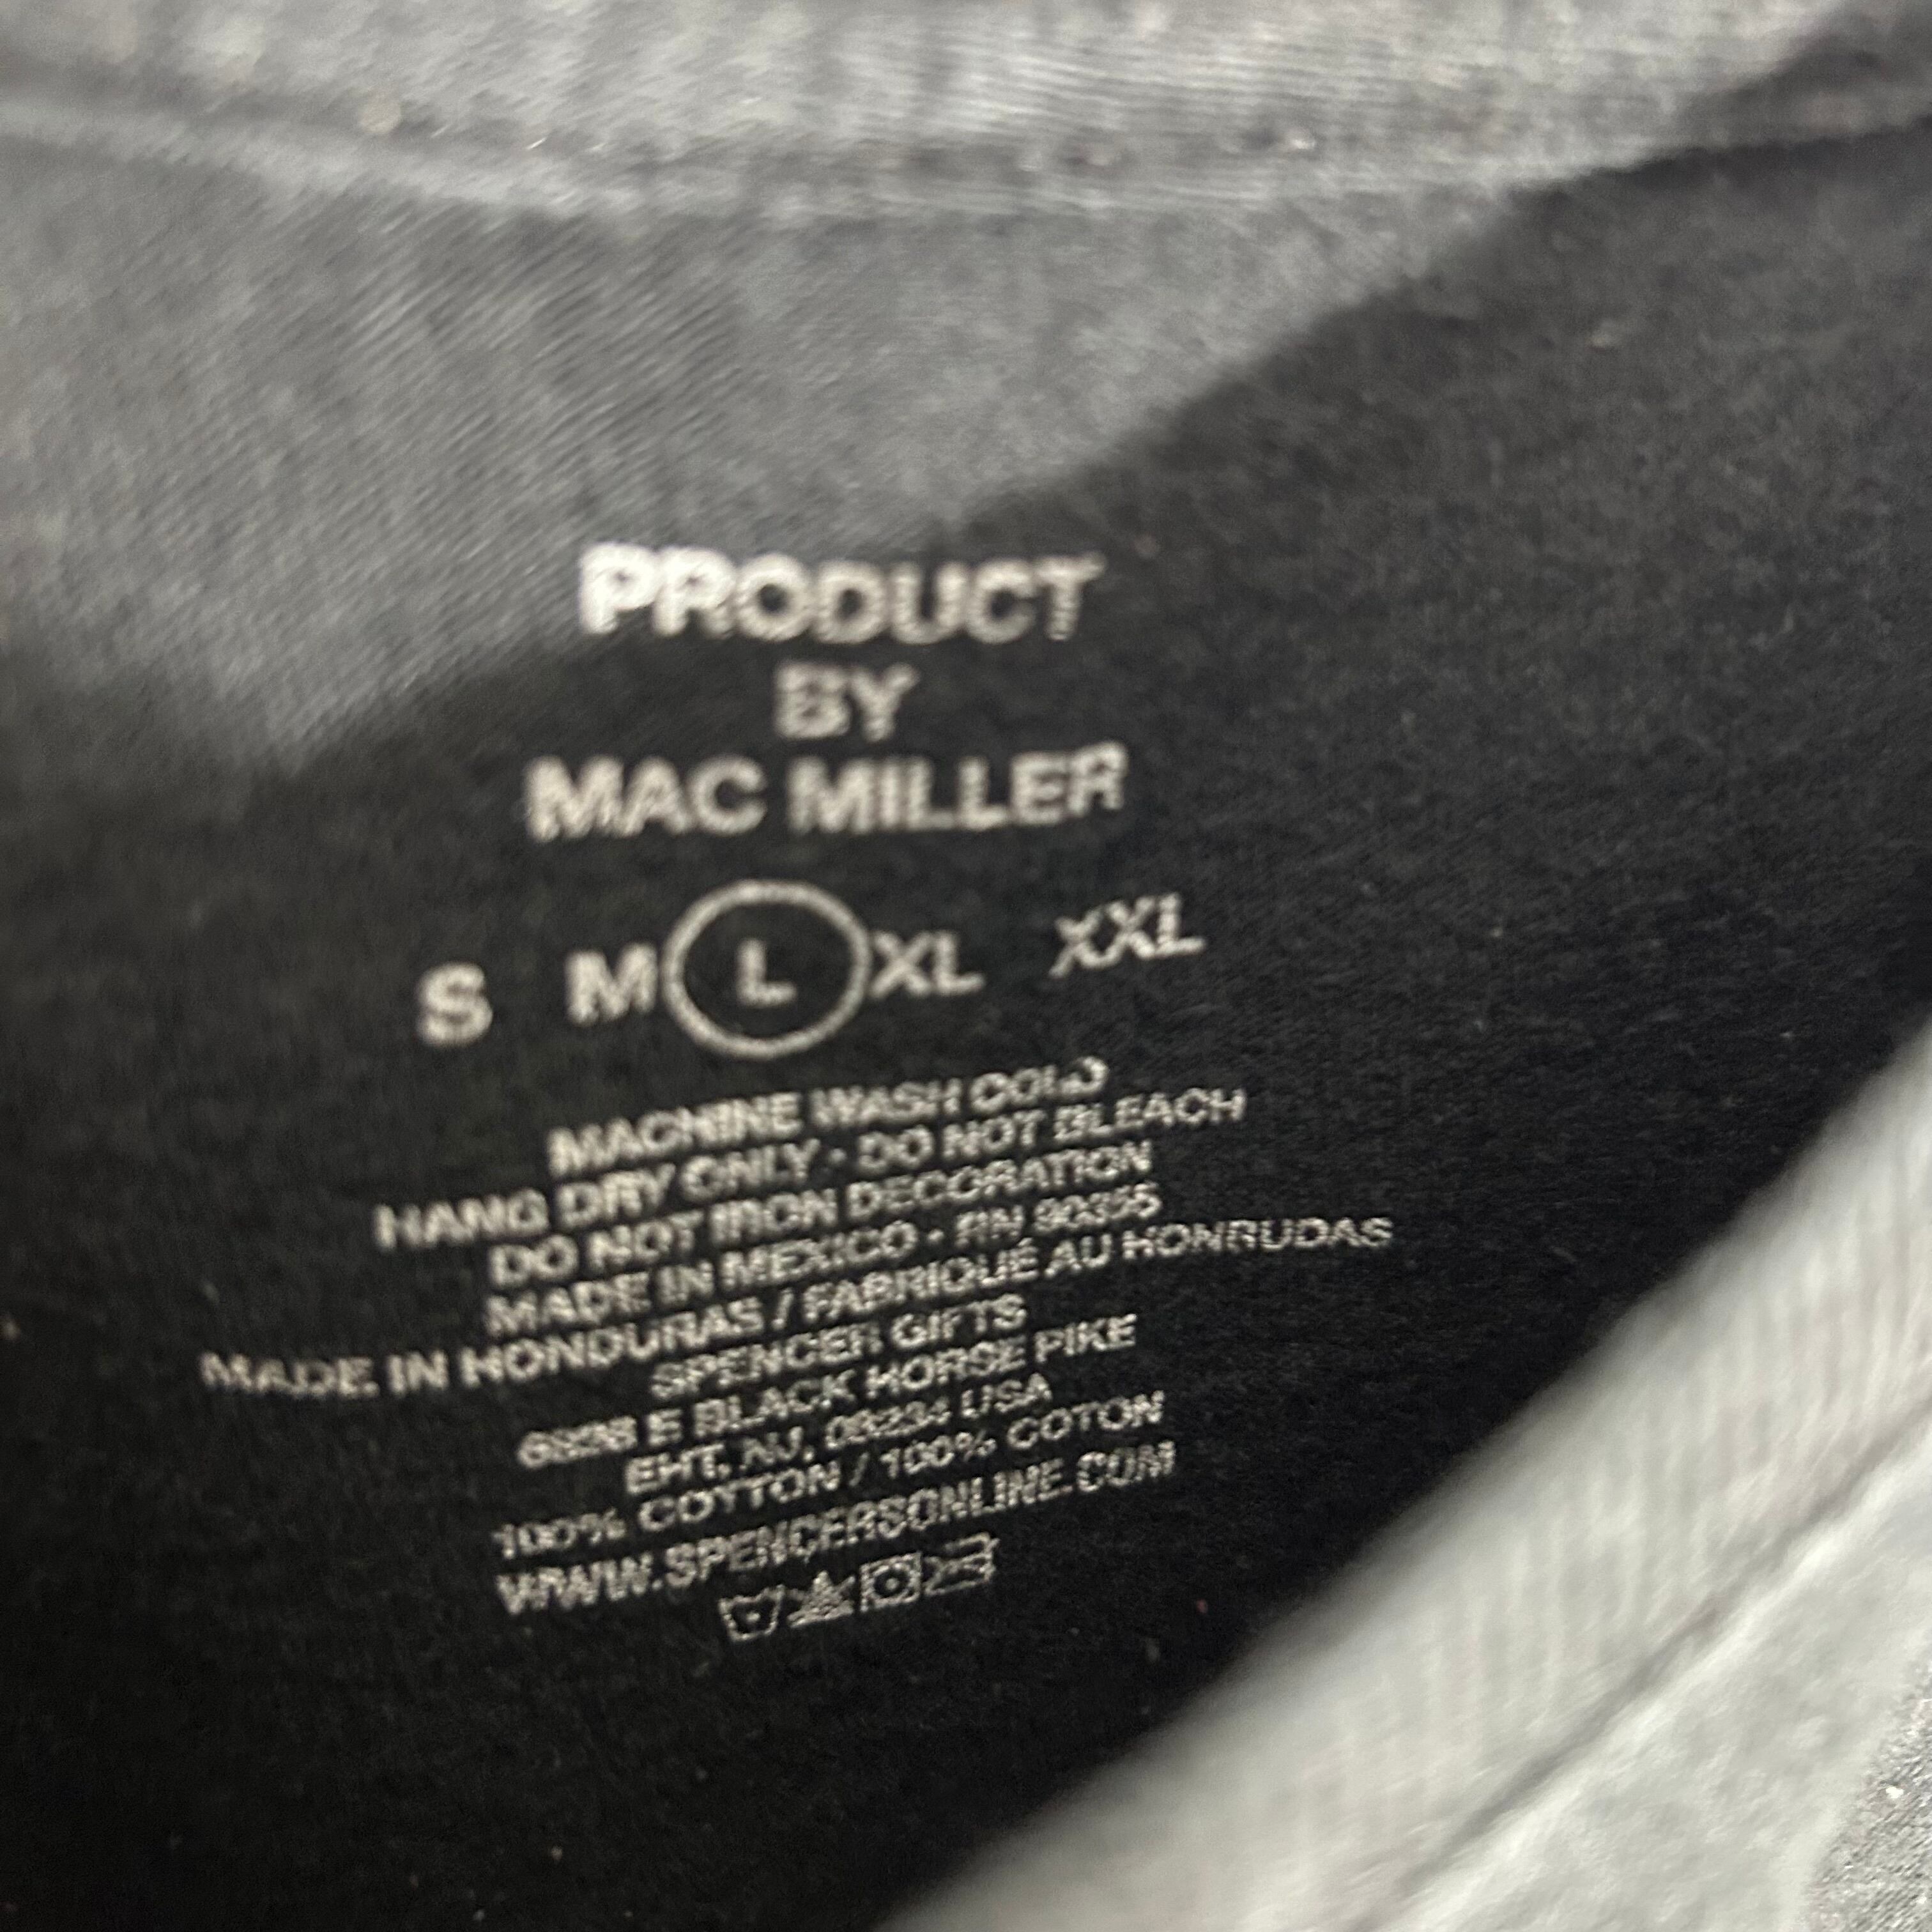 PRODUCT
BY
MAC MILLER
S M L XL XXL
MACHINE WASH COLD
HANG DRY ONLY - DO NOT BLEACH
DO NOT IRON DECORATION
MADE IN MEXICO - RN 90355
MADE IN HONDURAS / FABRIQUÉ AU HONRUDAS
SPENCER GIFTS
E BLACK HORSE PIKE
EHT, NJ, 08234 USA
100% COTTON / 100% COTON
WWW.SPENCERSONLINE.COM